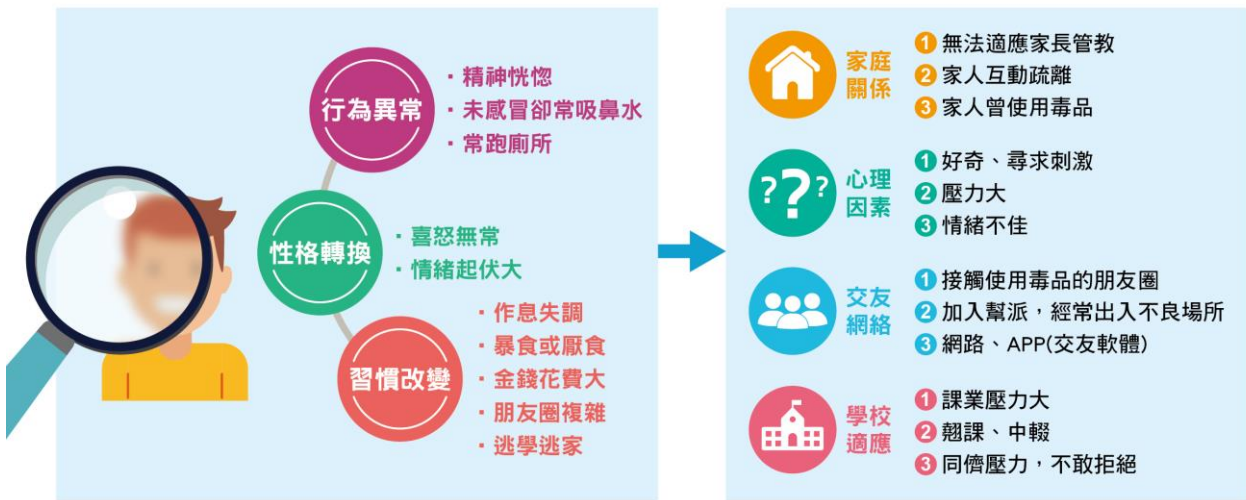 行為異常
・精神恍惚
・未感冒卻常吸鼻水
・常跑廁所
性格轉換
・喜怒無常
・情緒起伏大
習慣改變
・作息失調
・暴食或厭食
・金錢花費大
・朋友圈複雜
・逃學逃家
家庭
關係
1 無法適應家長管教
2 家人互動疏離
3 家人曾使用毒品
???
心理
因素
1 好奇、尋求刺激
2 壓力大
3 情緒不佳
交友
網絡
1 接觸使用毒品的朋友圈
2 加入幫派，經常出入不良場所
3 網路、APP(交友軟體)
學校
適應
1 課業壓力大
2 翹課、中輟
3 同儕壓力，不敢拒絕